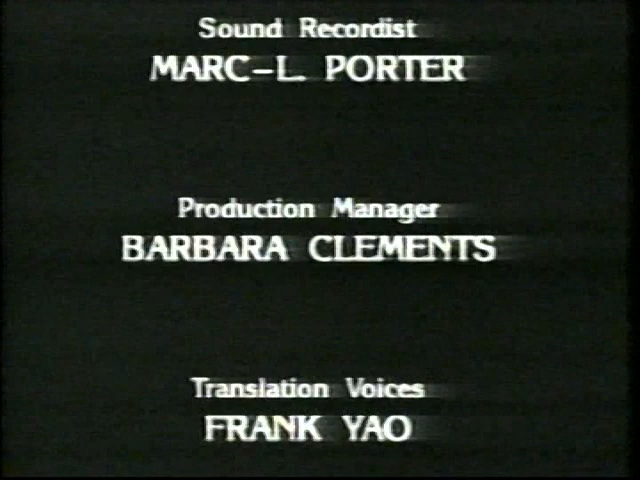 Sound Recordist
MARC-L. PORTER
Production Manager
BARBARA CLEMENTS
Translation Voices
FRANK YAO